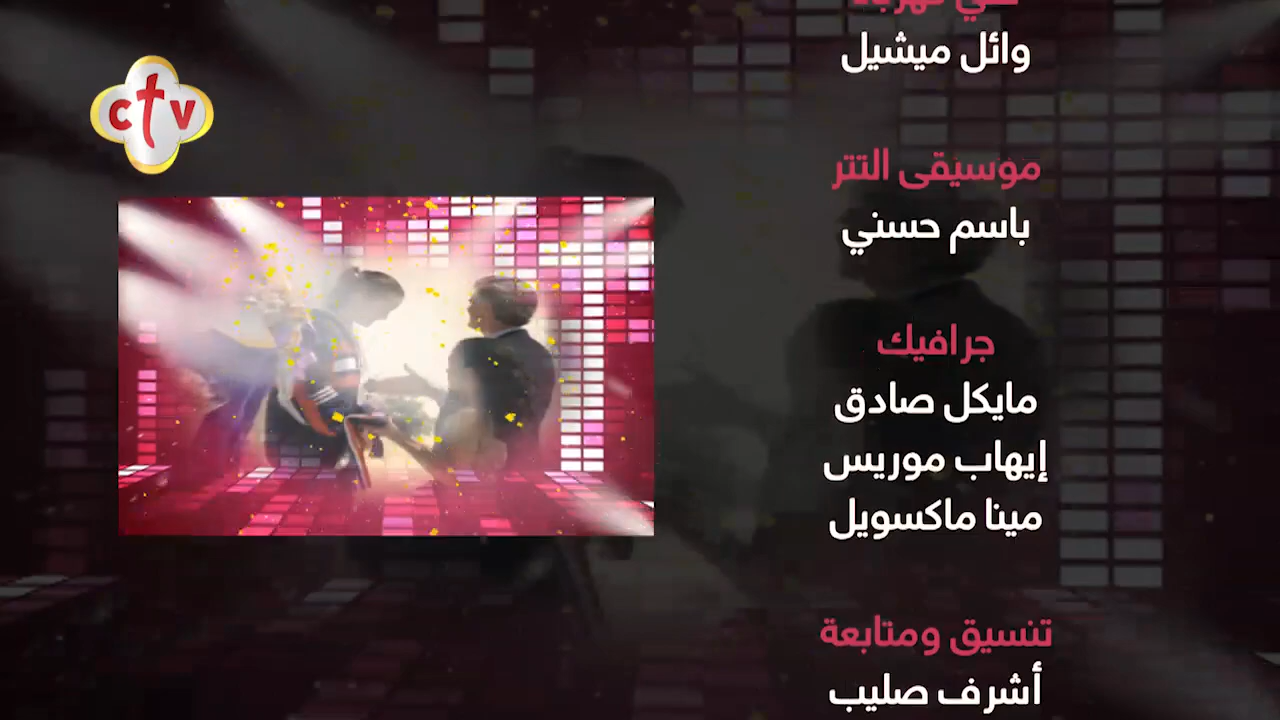 ctv
وائل ميشيل
موسيقى التتر
باسم حسني
جرافيك
مايكل صادق
إيهاب موريس
مينا ماكسويل
تنسيق ومتابعة
أشرف صليب